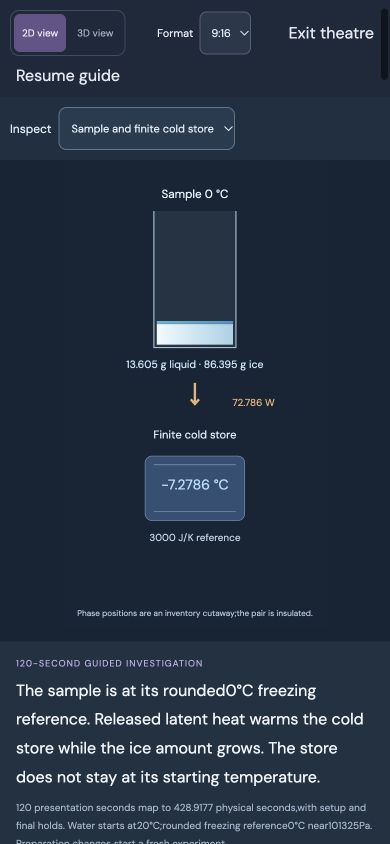 2D view 3D view Format 9:16 Exit theatre
Resume guide
Inspect Sample and finite cold store
Sample 0 °C
13.605 g liquid · 86.395 g ice
72.786 W
Finite cold store
-7.2786 °C
3000 J/K reference
Phase positions are an inventory cutaway;the pair is insulated.
120-SECOND GUIDED INVESTIGATION
The sample is at its rounded0°C freezing
reference. Released latent heat warms the cold
store while the ice amount grows. The store
does not stay at its starting temperature.
120 presentation seconds map to 428.9177 physical seconds,with setup and
final holds. Water starts at20°C;rounded freezing reference0°C near101325Pa.
Preparation changes start a fresh experiment.